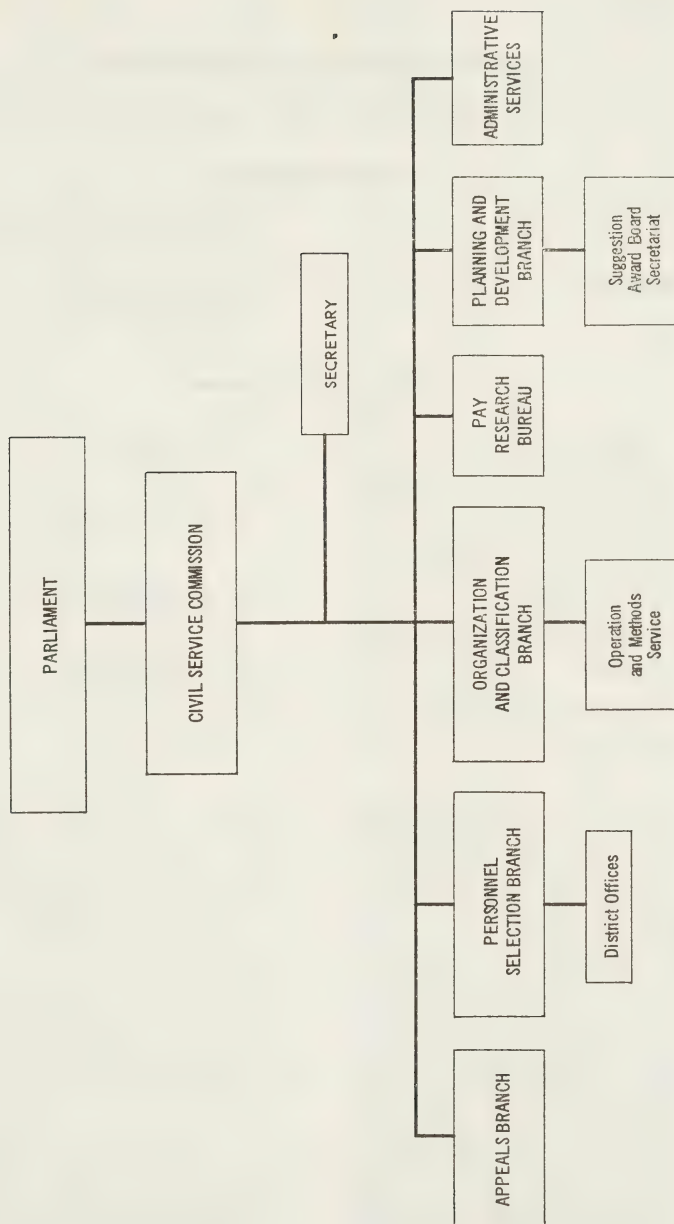 PARLIAMENT
CIVIL SERVICE COMMISSION
SECRETARY
APPEALS BRANCH
PERSONNEL
SELECTION BRANCH
ORGANIZATION
AND CLASSIFICATION
BRANCH
PAY
RESEARCH
BUREAU
PLANNING AND
DEVELOPMENT
BRANCH
ADMINISTRATIVE
SERVICES
District Offices
Operation
and Methods
Service
Suggestion
Award Board
Secretariat